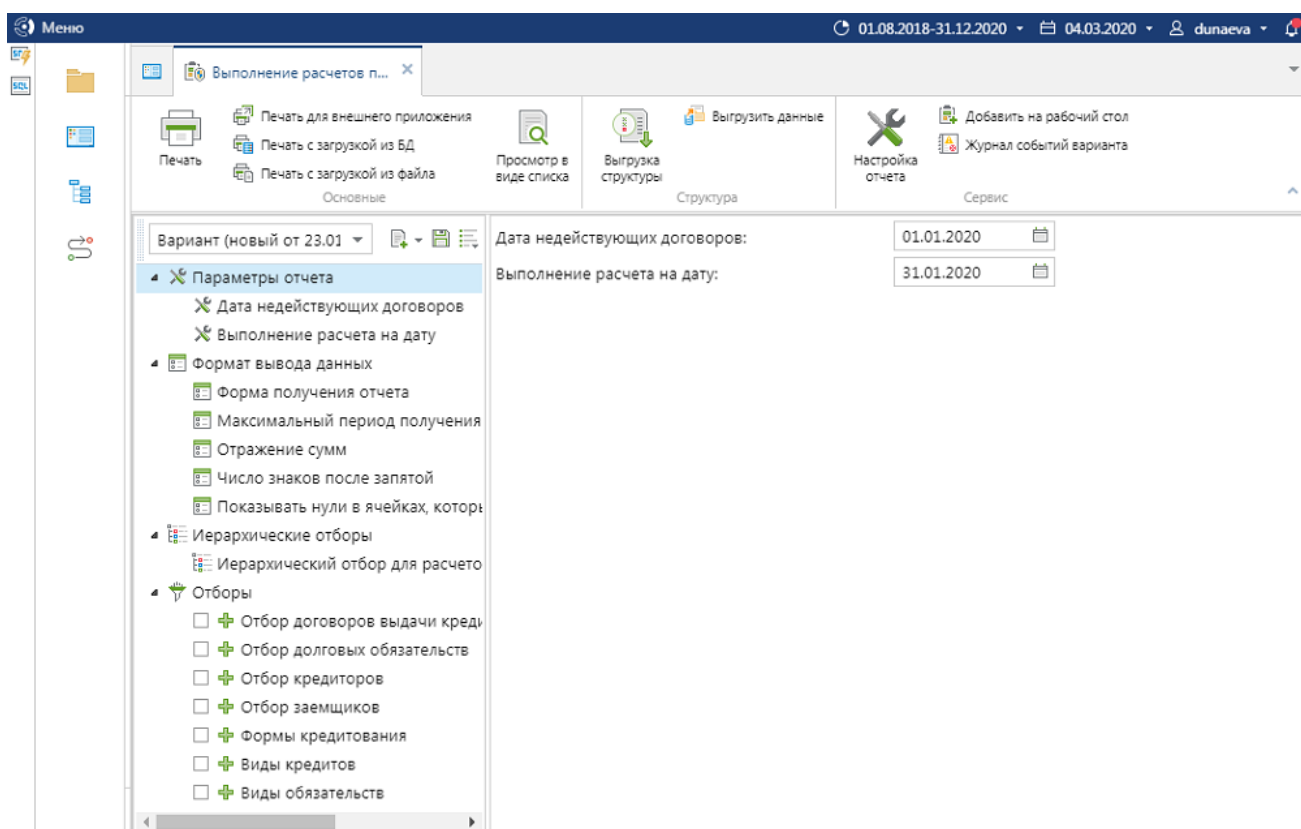 Меню
01.08.2018-31.12.2020
04.03.2020
dunaeva
SQL
Выполнение расчетов п...
Печать
Печать для внешнего приложения
Печать с загрузкой из БД
Печать с загрузкой из файла
Основные
Просмотр в
виде списка
Выгрузка
структуры
Выгрузить данные
Структура
Настройка
отчета
Добавить на рабочий стол
Журнал событий варианта
Сервис
Вариант (новый от 23.01
Дата недействующих договоров:
01.01.2020
Выполнение расчета на дату:
31.01.2020
Параметры отчета
Дата недействующих договоров
Выполнение расчета на дату
Формат вывода данных
Форма получения отчета
Максимальный период получения
Отражение сумм
Число знаков после запятой
Показывать нули в ячейках, которы
Иерархические отборы
Иерархический отбор для расчето
Отборы
Отбор договоров выдачи креди
Отбор долговых обязательств
Отбор кредиторов
Отбор заемщиков
Формы кредитования
Виды кредитов
Виды обязательств